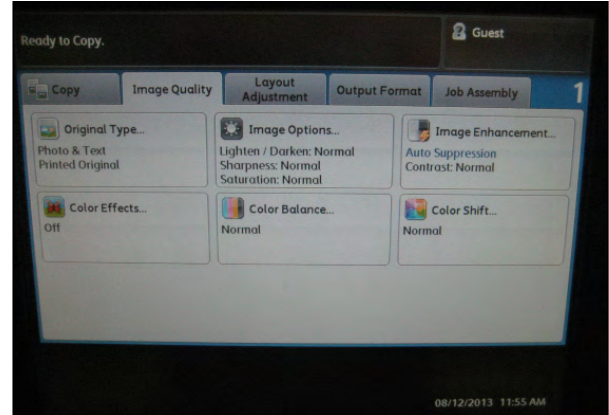 Ready to Copy.
Guest
Copy
Image Quality
Layout
Adjustment
Output Format
Job Assembly
1
Original Type...
Photo & Text
Printed Original
Image Options...
Lighten / Darken: Normal
Sharpness: Normal
Saturation: Normal
Image Enhancement...
Auto Suppression
Contrast: Normal
Color Effects...
Off
Color Balance...
Normal
Color Shift...
Normal
08/12/2013 11:55 AM